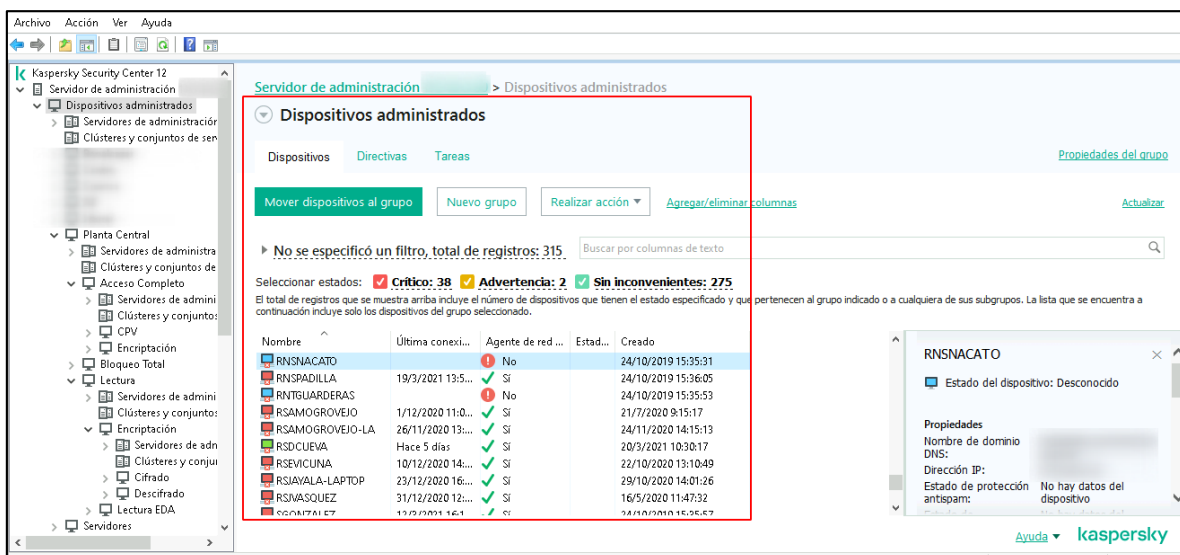 Archivo Acción Ver Ayuda
Kaspersky Security Center 12
Servidor de administración
Dispositivos administrados
Servidores de administración
Clústeres y conjuntos de ser
Planta Central
Servidores de administra
Clústeres y conjuntos de
Acceso Completo
Servidores de admini
Clústeres y conjuntos
CPV
Encriptación
Bloqueo Total
Lectura
Servidores de admini
Clústeres y conjuntos
Encriptación
Servidores de adn
Clústeres y conjui
Cifrado
Descifrado
Lectura EDA
Servidores
Servidor de administración > Dispositivos administrados
Dispositivos administrados
Dispositivos Directivas Tareas Propiedades del grupo
Mover dispositivos al grupo Nuevo grupo Realizar acción Agregar/eliminar columnas Actualizar
No se especificó un filtro, total de registros: 315 Buscar por columnas de texto
Seleccionar estados: Crítico: 38 Advertencia: 2 Sin inconvenientes: 275
El total de registros que se muestra arriba incluye el número de dispositivos que tienen el estado especificado y que pertenecen al grupo indicado o a cualquiera de sus subgrupos. La lista que se encuentra a
continuación incluye solo los dispositivos del grupo seleccionado.
Nombre Última conexi... Agente de red ... Estad... Creado
RNSNACATO No 24/10/2019 15:35:31
RNSPADILLA 19/3/2021 13:5... Sí 24/10/2019 15:36:05
RNTGUARDERAS No 24/10/2019 15:35:53
RSAMOGROVEJO 1/12/2020 11:0... Sí 21/7/2020 9:15:17
RSAMOGROVEJO-LA 26/11/2020 13:... Sí 24/11/2020 14:15:13
RSDCUEVA Hace 5 días Sí 20/3/2021 10:30:17
RSEVICUNA 10/12/2020 14:... Sí 22/10/2020 13:10:49
RSJAYALA-LAPTOP 23/12/2020 16:... Sí 29/10/2020 14:01:26
RSJVASQUEZ 31/12/2020 12:... Sí 16/5/2020 11:47:32
SGONZALEZ 12/3/2021 16:1... Sí 24/10/2019 15:35:57
RNSNACATO
Estado del dispositivo: Desconocido
Propiedades
Nombre de dominio
DNS:
Dirección IP:
Estado de protección No hay datos del
antispam: dispositivo
Ayuda kaspersky